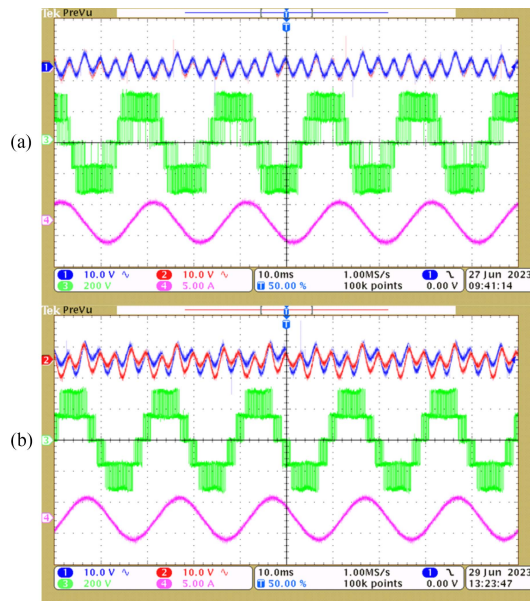 Tek PreVu
T
T
1
(a)
3
4
1 10.0 V ∿ 2 10.0 V ∿ 10.0ms 1.00MS/s 1 ↘ 27 Jun 2023
3 200 V 4 5.00 A T 50.00 % 100k points 0.00 V 09:41:14
Tek PreVu
T
T
2
(b)
3
4
1 10.0 V ∿ 2 10.0 V ∿ 10.0ms 1.00MS/s 1 ↘ 29 Jun 2023
3 200 V 4 5.00 A T 50.00 % 100k points 0.00 V 13:23:47